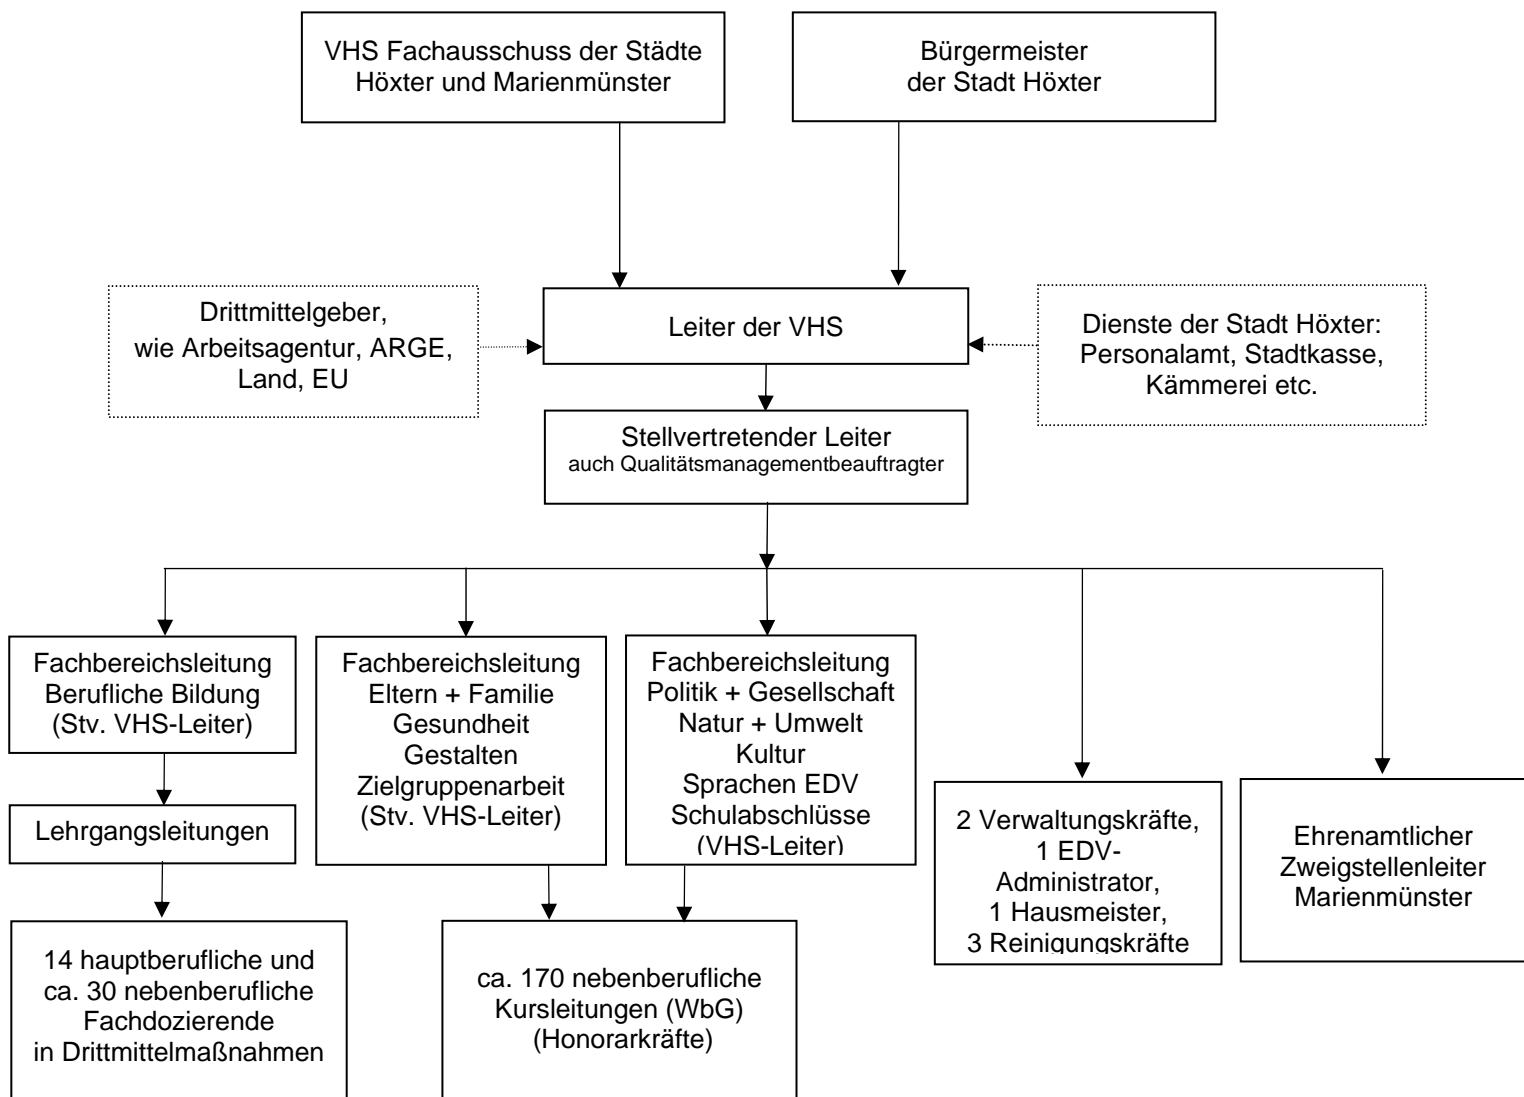 VHS Fachausschuss der Städte
Höxter und Marienmünster
Bürgermeister
der Stadt Höxter
Drittmittelgeber,
wie Arbeitsagentur, ARGE,
Land, EU
Leiter der VHS
Dienste der Stadt Höxter:
Personalamt, Stadtkasse,
Kämmerei etc.
Stellvertretender Leiter
auch Qualitätsmanagementbeauftragter
Fachbereichsleitung
Berufliche Bildung
(Stv. VHS-Leiter)
Fachbereichsleitung
Eltern + Familie
Gesundheit
Gestalten
Zielgruppenarbeit
(Stv. VHS-Leiter)
Fachbereichsleitung
Politik + Gesellschaft
Natur + Umwelt
Kultur
Sprachen EDV
Schulabschlüsse
(VHS-Leiter)
2 Verwaltungskräfte,
1 EDV-
Administrator,
1 Hausmeister,
3 Reinigungskräfte
Ehrenamtlicher
Zweigstellenleiter
Marienmünster
Lehrgangsleitungen
14 hauptberufliche und
ca. 30 nebenberufliche
Fachdozierende
in Drittmittelmaßnahmen
ca. 170 nebenberufliche
Kursleitungen (WbG)
(Honorarkräfte)